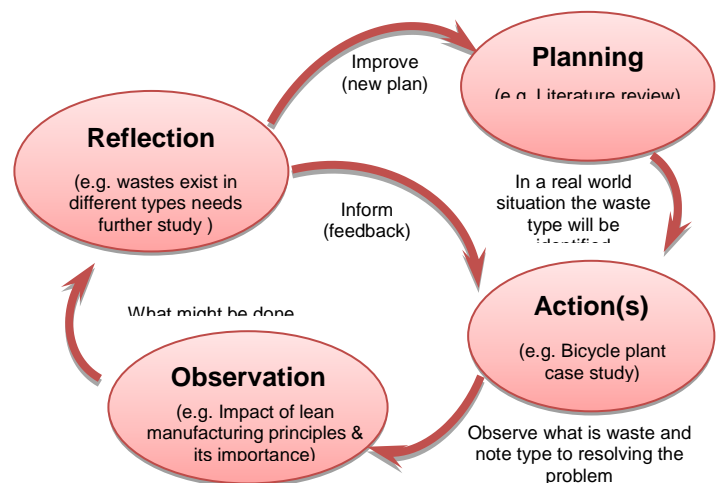 Improve
(new plan)
Planning
(e.g. Literature review)
Reflection
(e.g. wastes exist in
different types needs
further study )
In a real world
situation the waste
type will be
identified
Inform
(feedback)
What might be done
Action(s)
(e.g. Bicycle plant
case study)
Observation
(e.g. Impact of lean
manufacturing principles &
its importance)
Observe what is waste and
note type to resolving the
problem